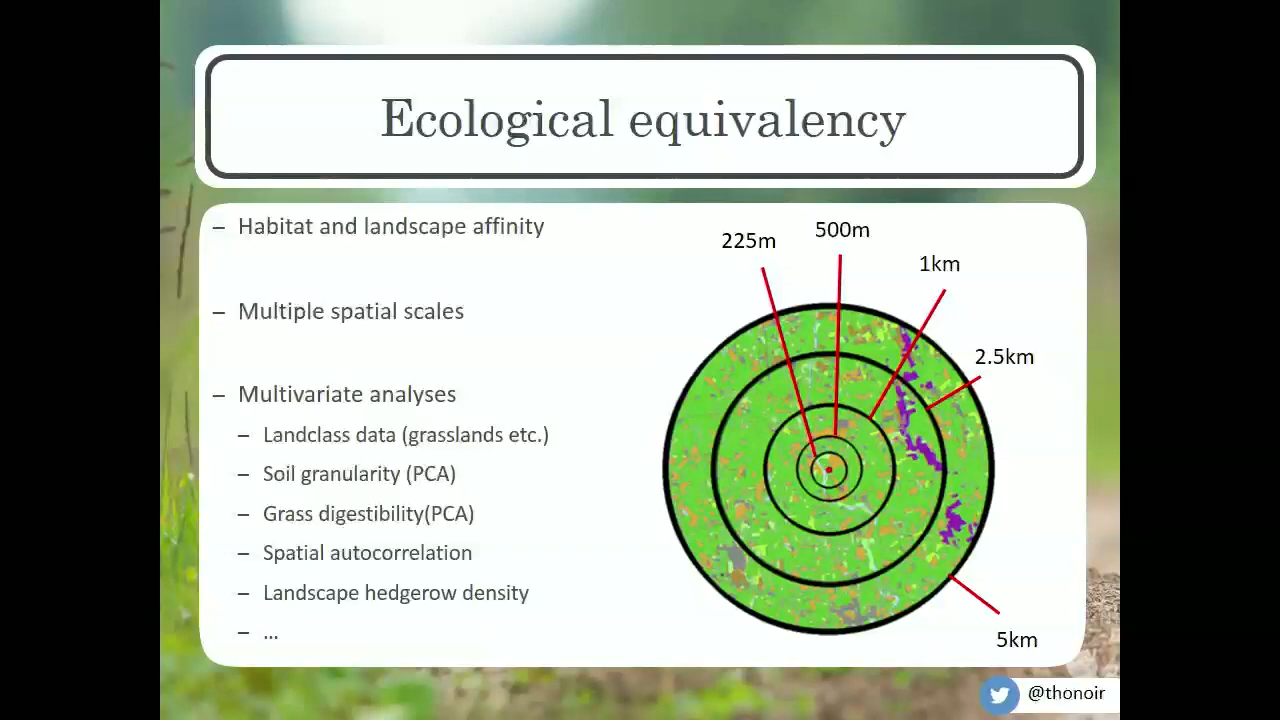 Ecological equivalency
– Habitat and landscape affinity
– Multiple spatial scales
– Multivariate analyses
– Landclass data (grasslands etc.)
– Soil granularity (PCA)
– Grass digestibility(PCA)
– Spatial autocorrelation
– Landscape hedgerow density
– ...
225m
500m
1km
2.5km
5km
@thonoir